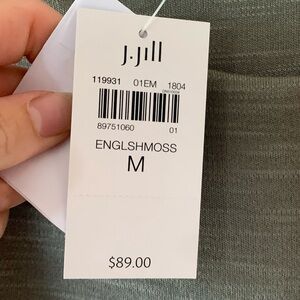 J.Jill
119931 01EM 1804
89751060 01
ENGLSHMOSS
M
$89.00